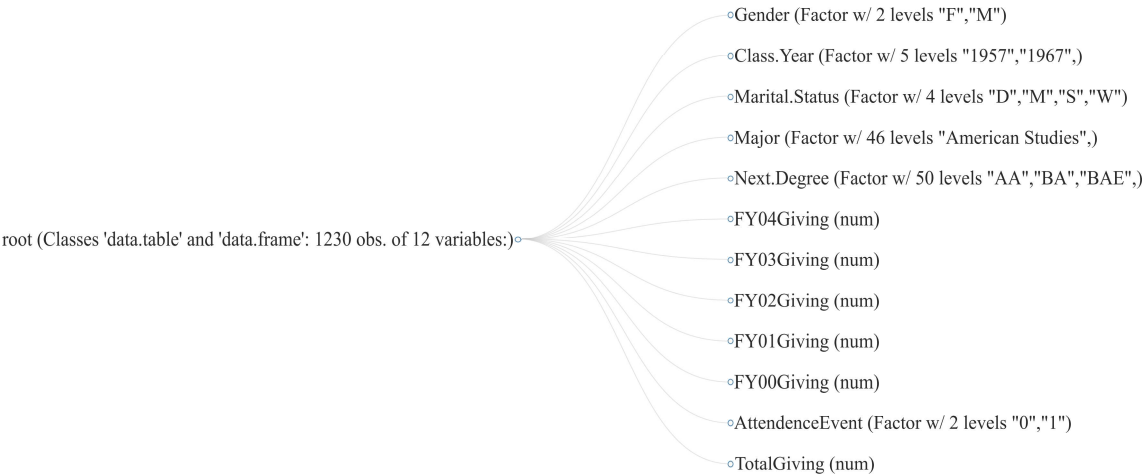 Gender (Factor w/ 2 levels "F","M")
Class.Year (Factor w/ 5 levels "1957","1967",)
Marital.Status (Factor w/ 4 levels "D","M","S","W")
Major (Factor w/ 46 levels "American Studies",)
Next.Degree (Factor w/ 50 levels "AA","BA","BAE",)
FY04Giving (num)
root (Classes 'data.table' and 'data.frame': 1230 obs. of 12 variables:)
FY03Giving (num)
FY02Giving (num)
FY01Giving (num)
FY00Giving (num)
AttendenceEvent (Factor w/ 2 levels "0","1")
TotalGiving (num)